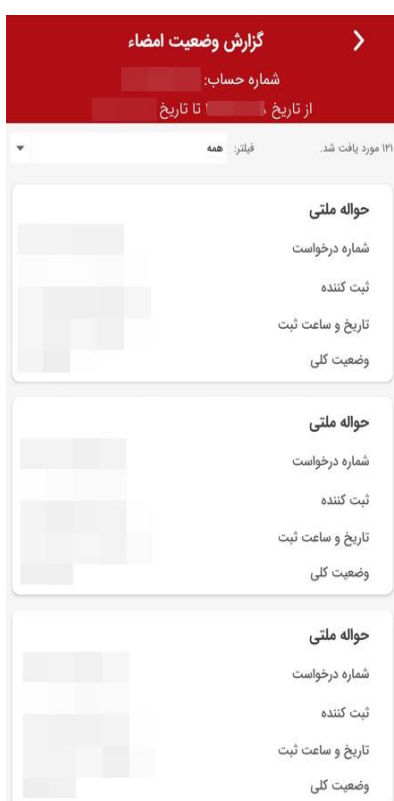 گزارش وضعیت امضاء
شماره حساب:
از تاریخ تا تاریخ
۱۲۱ مورد یافت شد. فیلتر: همه
حواله ملتی
شماره درخواست
ثبت کننده
تاریخ و ساعت ثبت
وضعیت کلی
حواله ملتی
شماره درخواست
ثبت کننده
تاریخ و ساعت ثبت
وضعیت کلی
حواله ملتی
شماره درخواست
ثبت کننده
تاریخ و ساعت ثبت
وضعیت کلی